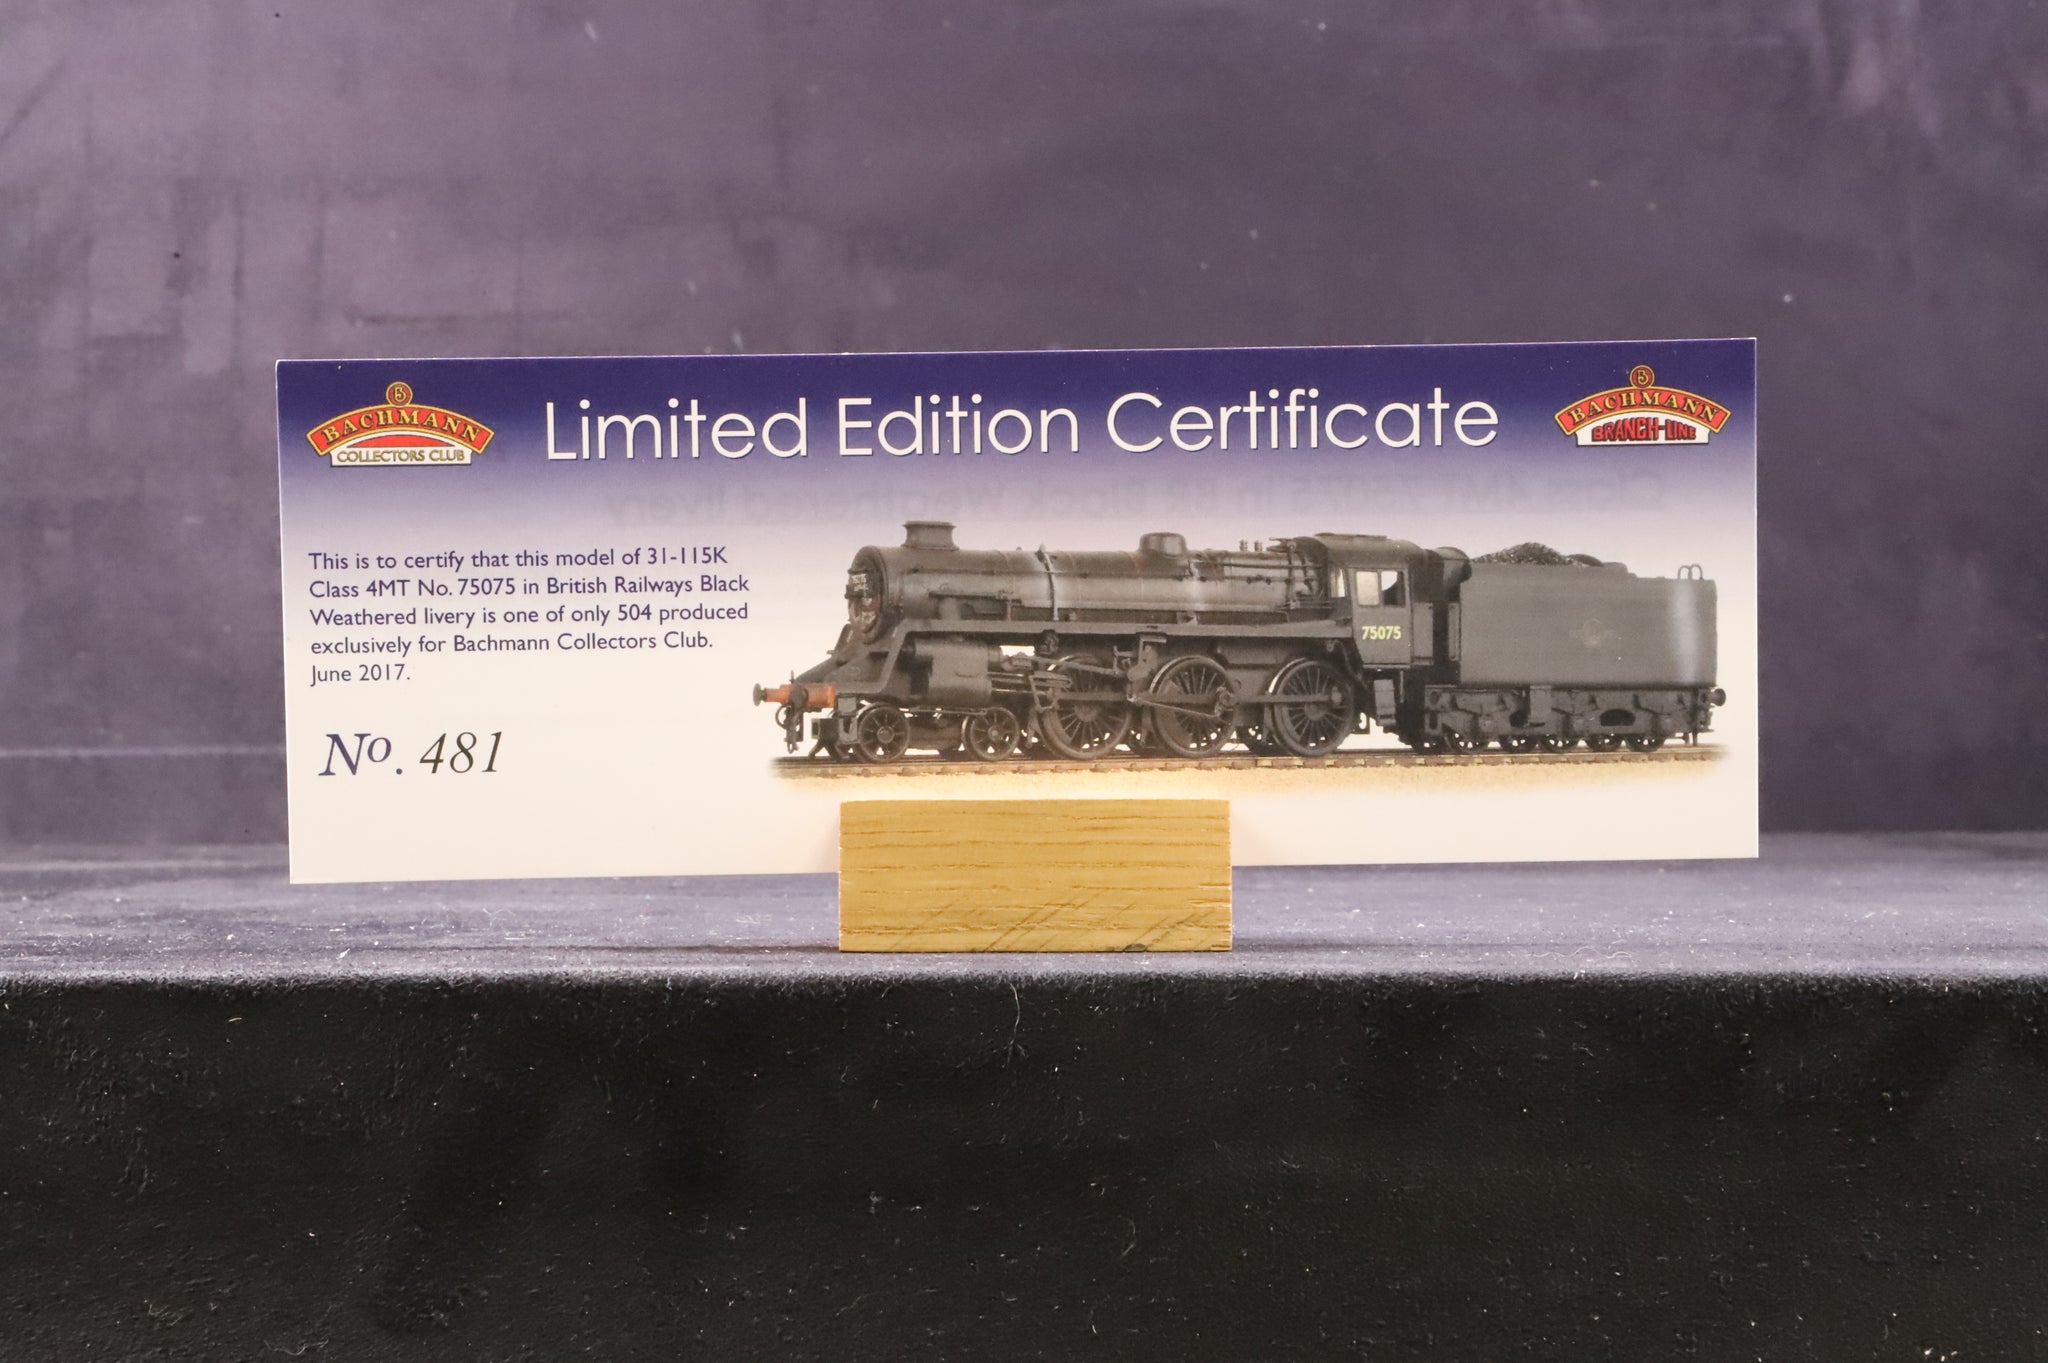 BACHMANN
COLLECTORS CLUB
Limited Edition Certificate
BACHMANN
BRANCH-LINE
This is to certify that this model of 31-115K
Class 4MT No. 75075 in British Railways Black
Weathered livery is one of only 504 produced
exclusively for Bachmann Collectors Club.
June 2017.
No. 481
75075